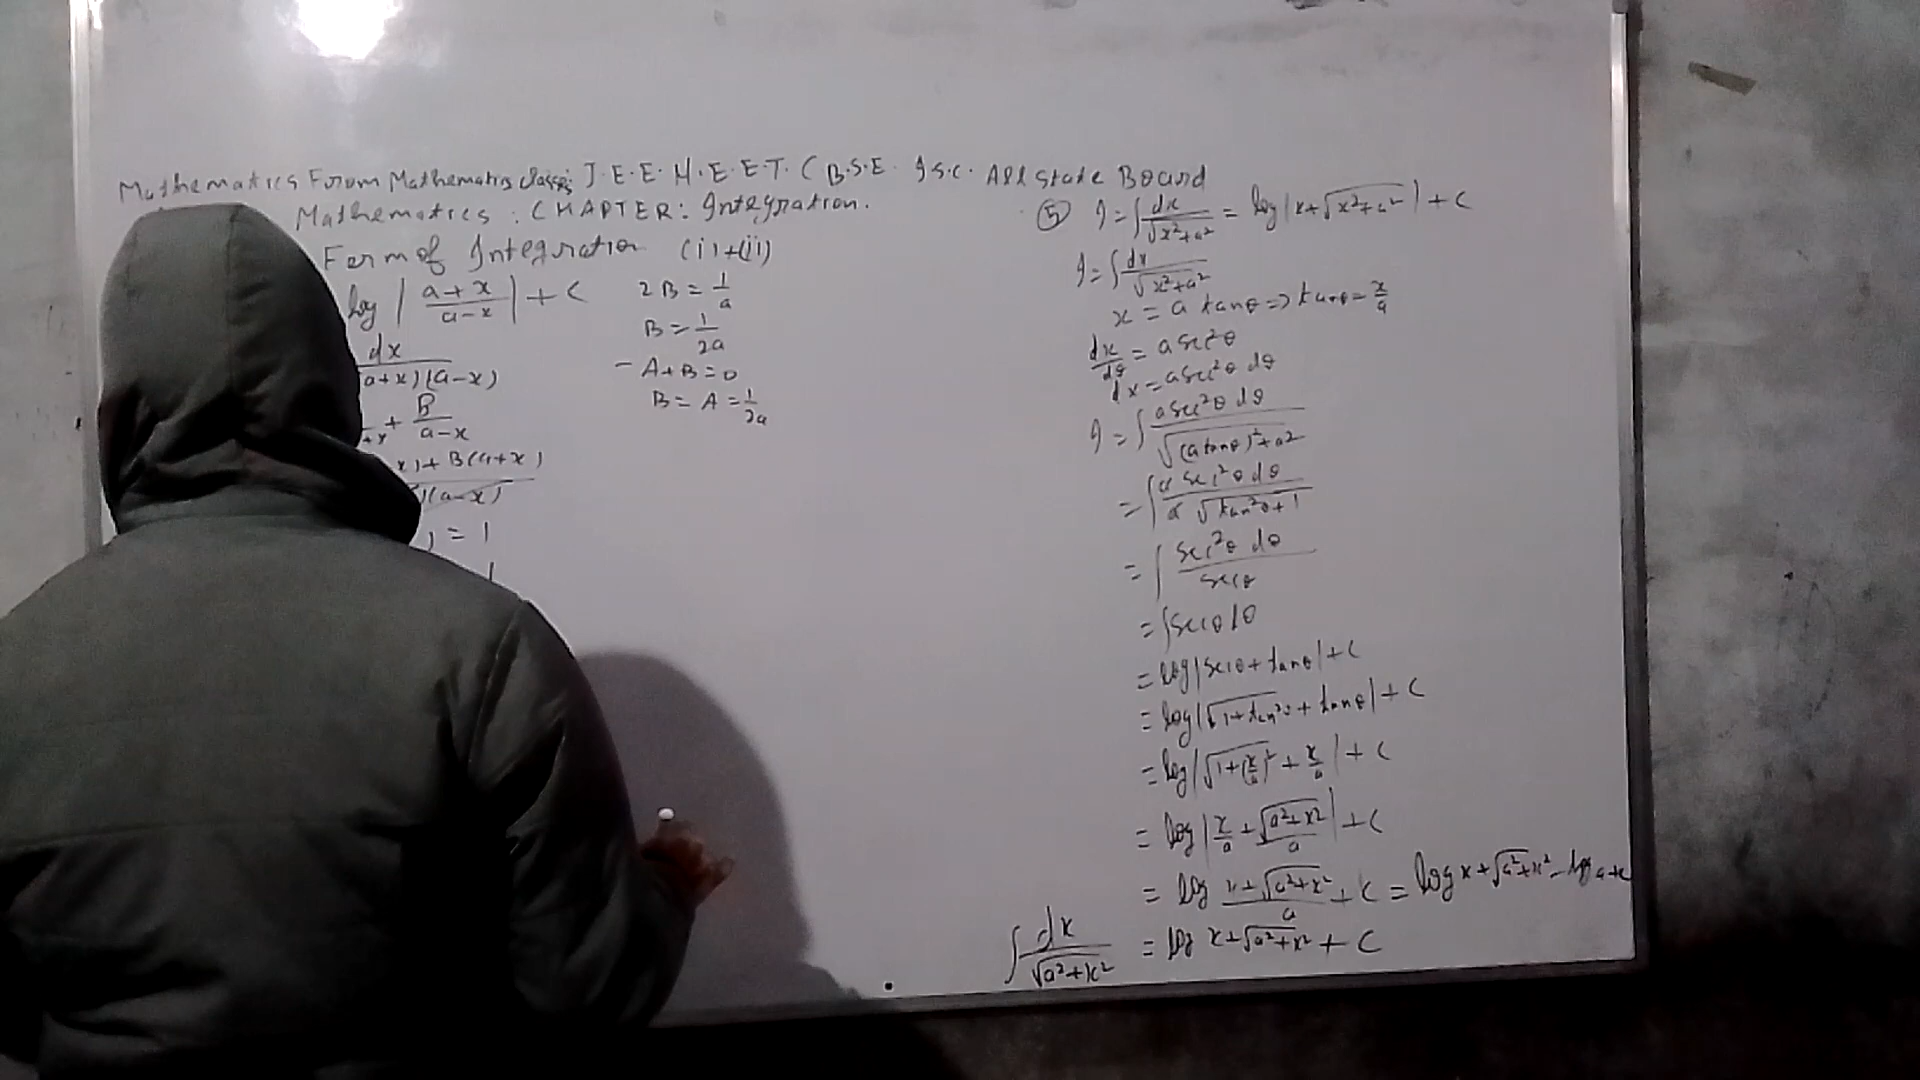 Mathematics Forom Mathematics classes J.E.E. N.E.E.T. C B.S.E. I.S.C. All State Board
Mathematics : CHAPTER: Integration.
Form of Integration (i)+(ii)
log | a+x / a-x | + C
dx
(a+x)(a-x)
+ B / a-x
x)+ B(a+x)
)(a-x)
) = 1
2B = 1/a
B = 1/2a
- A+B = 0
B = A = 1/2a
⑤ I = ∫ dx / √x²+a² = log|x+√x²+a²| + C
I = ∫ dx / √x²+a²
x = a tanθ => tanθ = x/a
dx/dθ = a sec²θ
dx = a sec²θ dθ
I = ∫ a sec²θ dθ / √(a tanθ)²+a²
= ∫ a sec²θ dθ / a √tan²θ+1
= ∫ sec²θ dθ / secθ
= ∫secθ dθ
= log|secθ + tanθ| + C
= log|√1+tan²θ + tanθ| + C
= log|√1+(x/a)² + x/a| + C
= log| x/a + √a²+x² / a | + C
= log x+√a²+x² / a + C = log x+√a²+x² - log a+c
∫ dx / √a²+x² = log x+√a²+x² + C